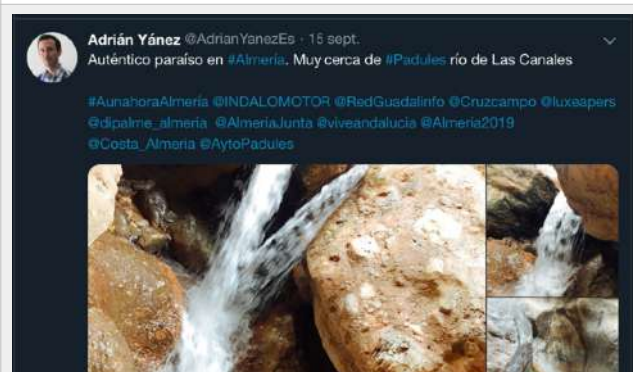 Adrián Yánez @AdrianYanezEs · 15 sept.
Auténtico paraíso en #Almería. Muy cerca de #Padules río de Las Canales
#AunahoraAlmería @INDALOMOTOR @RedGuadalinfo @Cruzcampo @luxeapers
@dipalme_almeria @AlmeriaJunta @viveandalucia @Almeria2019
@Costa_Almeria @AytoPadules